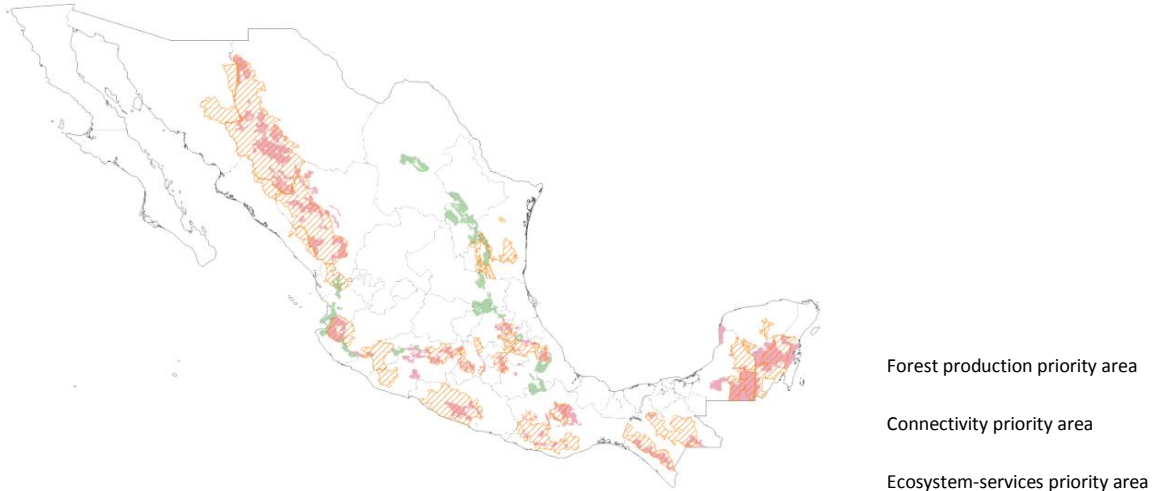 Forest production priority area
Connectivity priority area
Ecosystem-services priority area